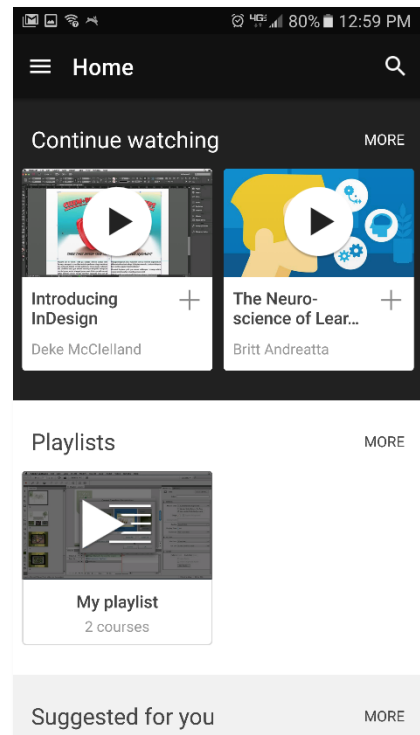 80% 12:59 PM
Home
Continue watching MORE
Introducing
InDesign
Deke McClelland
The Neuro-
science of Lear...
Britt Andreatta
Playlists MORE
My playlist
2 courses
Suggested for you MORE